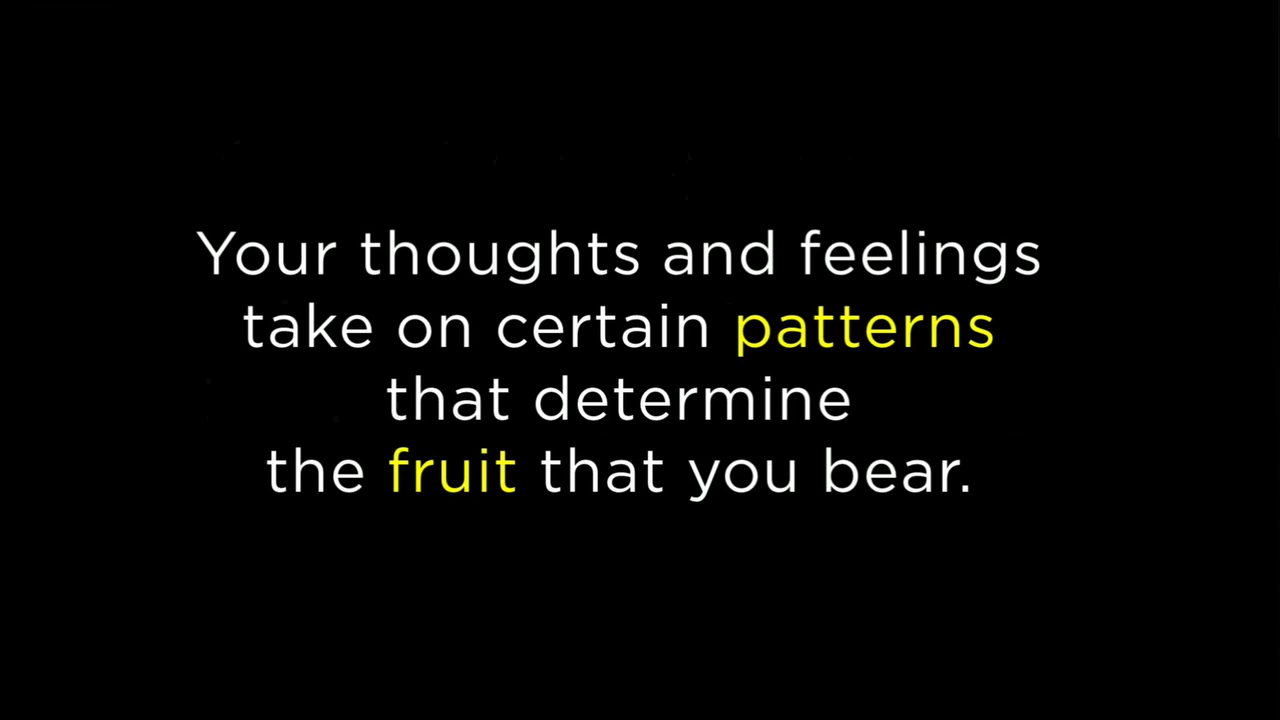 Your thoughts and feelings
take on certain patterns
that determine
the fruit that you bear.